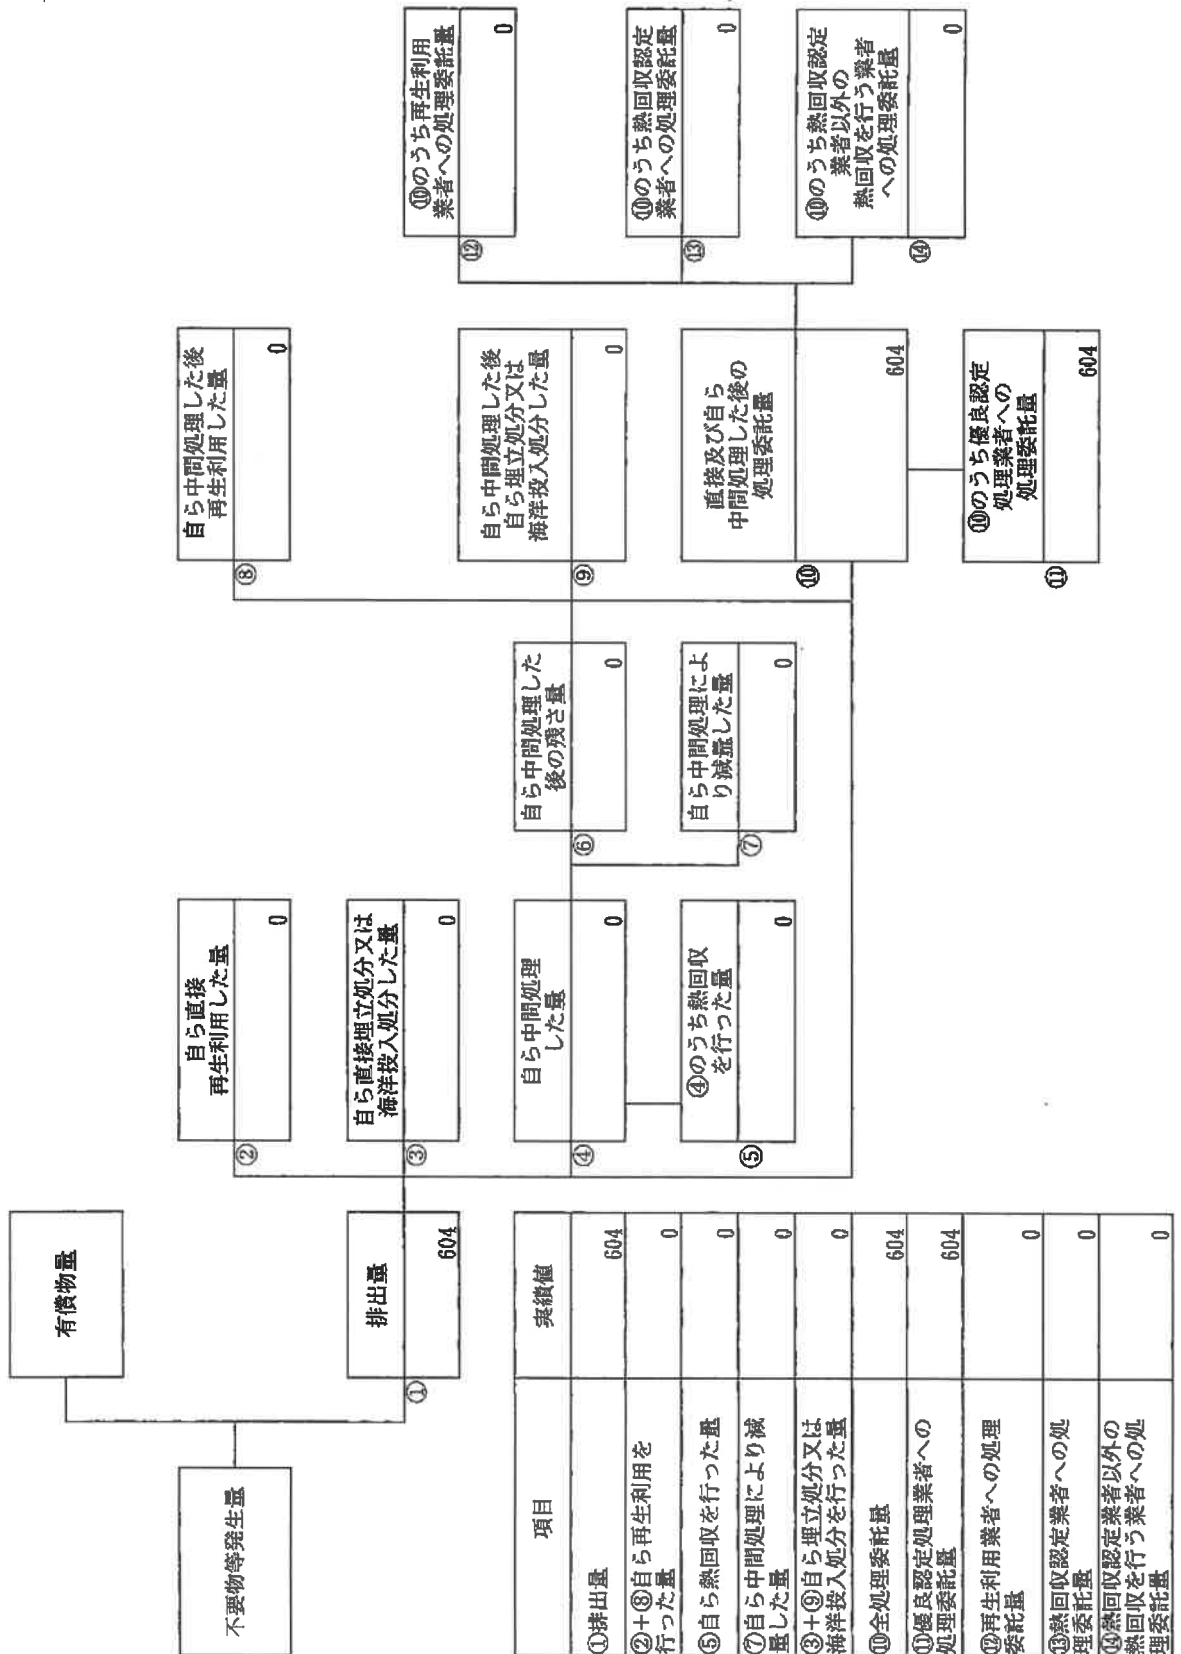 不要物等発生量
有償物量
①
排出量
604
②
自ら直接
再生利用した量
0
③
自ら直接埋立処分又は
海洋投入処分した量
0
④
自ら中間処理
した量
0
⑤
④のうち熱回収
を行った量
0
⑥
自ら中間処理した
後の残さ量
0
⑦
自ら中間処理によ
り減量した量
0
⑧
自ら中間処理した後
再生利用した量
0
⑨
自ら中間処理した後
自ら埋立処分又は
海洋投入処分した量
0
⑩
直接及び自ら
中間処理した後の
処理委託量
604
⑪
⑩のうち優良認定
処理業者への
処理委託量
604
⑫
⑩のうち再生利用
業者への処理委託量
0
⑬
⑩のうち熱回収認定
業者への処理委託量
0
⑭
⑩のうち熱回収認定
業者以外の
熱回収を行う業者
への処理委託量
0
項目 実績値
①排出量 604
②+⑧自ら再生利用を
行った量 0
⑤自ら熱回収を行った量 0
⑦自ら中間処理により減
量した量 0
③+⑨自ら埋立処分又は
海洋投入処分を行った量 0
⑩全処理委託量 604
⑪優良認定処理業者への
処理委託量 604
⑫再生利用業者への処理
委託量 0
⑬熱回収認定業者への処
理委託量 0
⑭熱回収認定業者以外の
熱回収を行う業者への処
理委託量 0